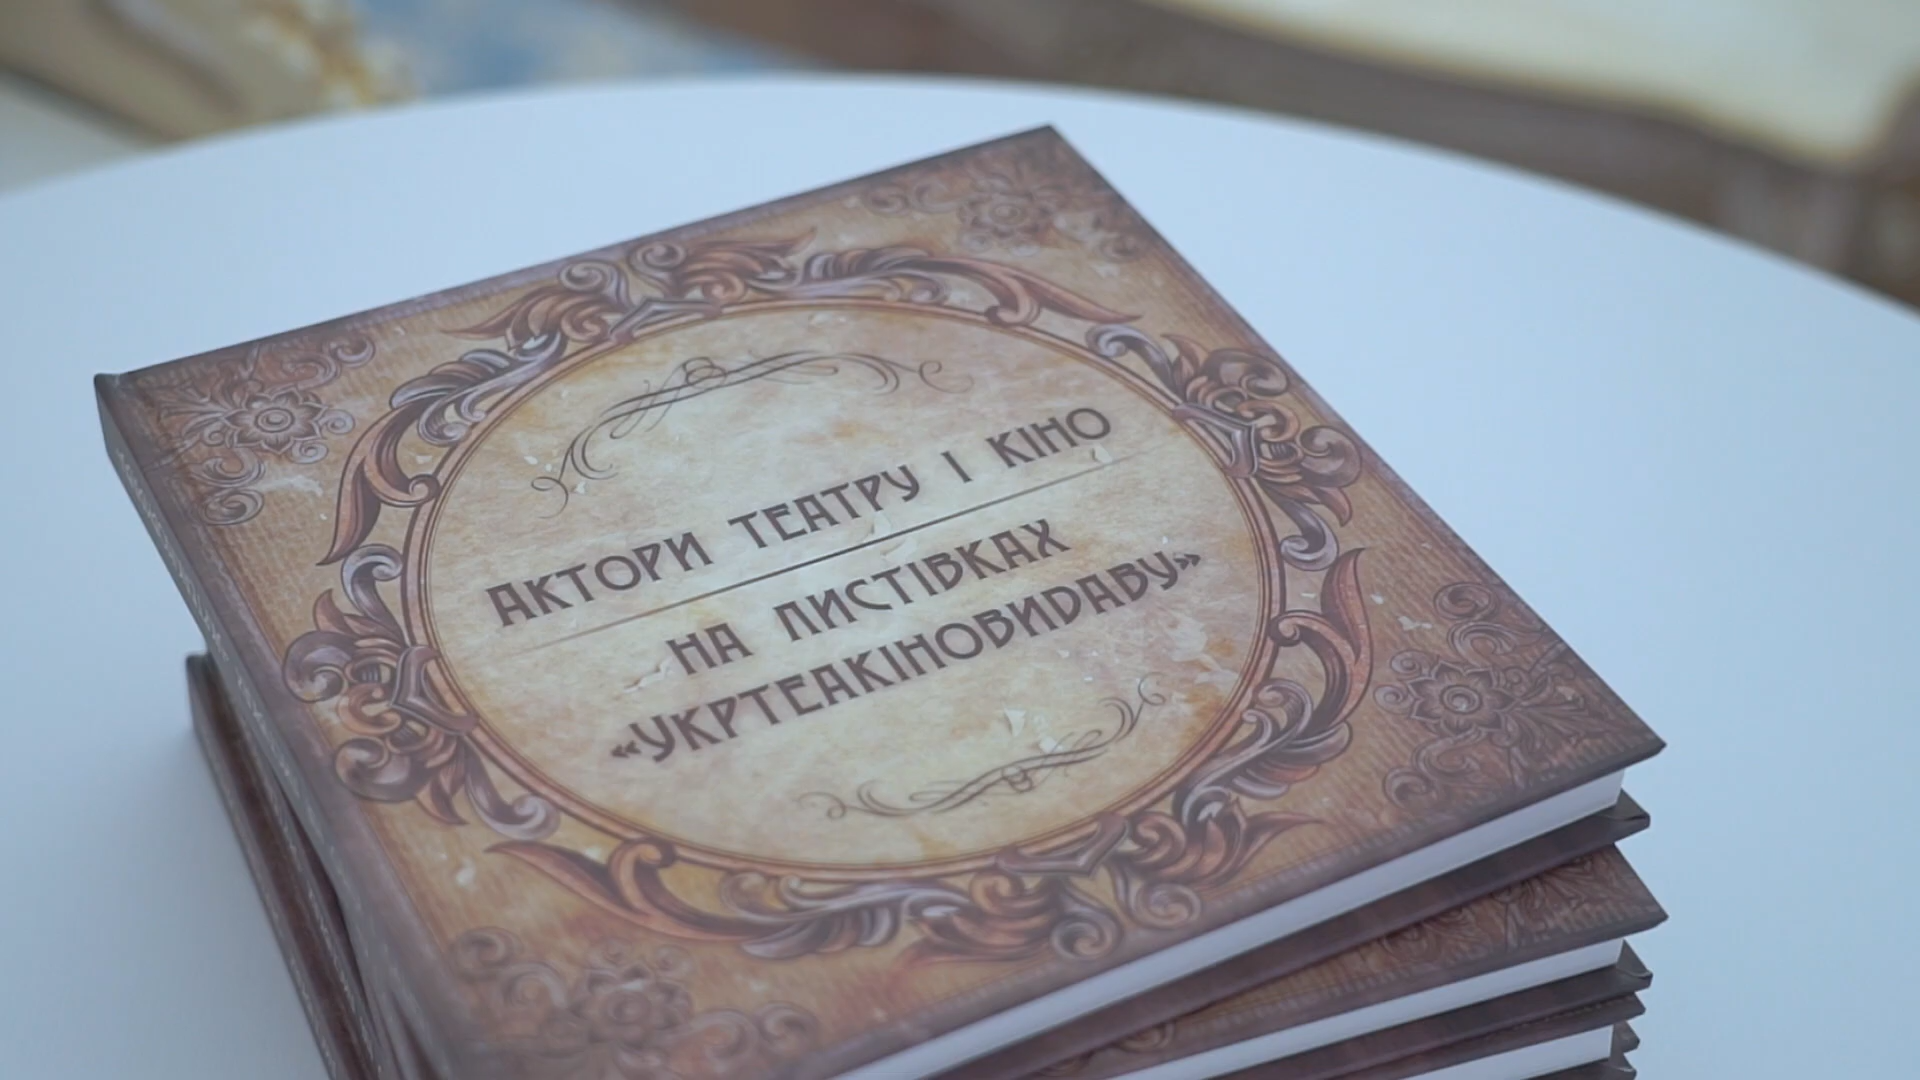 Актори театру і кіно
на листівках
«Укртеакіновидаву»